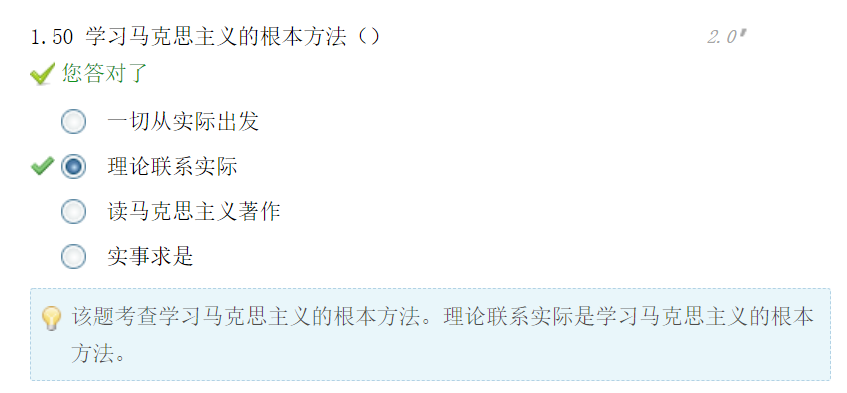 1.50 学习马克思主义的根本方法（） 2.0
您答对了
一切从实际出发
理论联系实际
读马克思主义著作
实事求是
该题考查学习马克思主义的根本方法。理论联系实际是学习马克思主义的根本
方法。